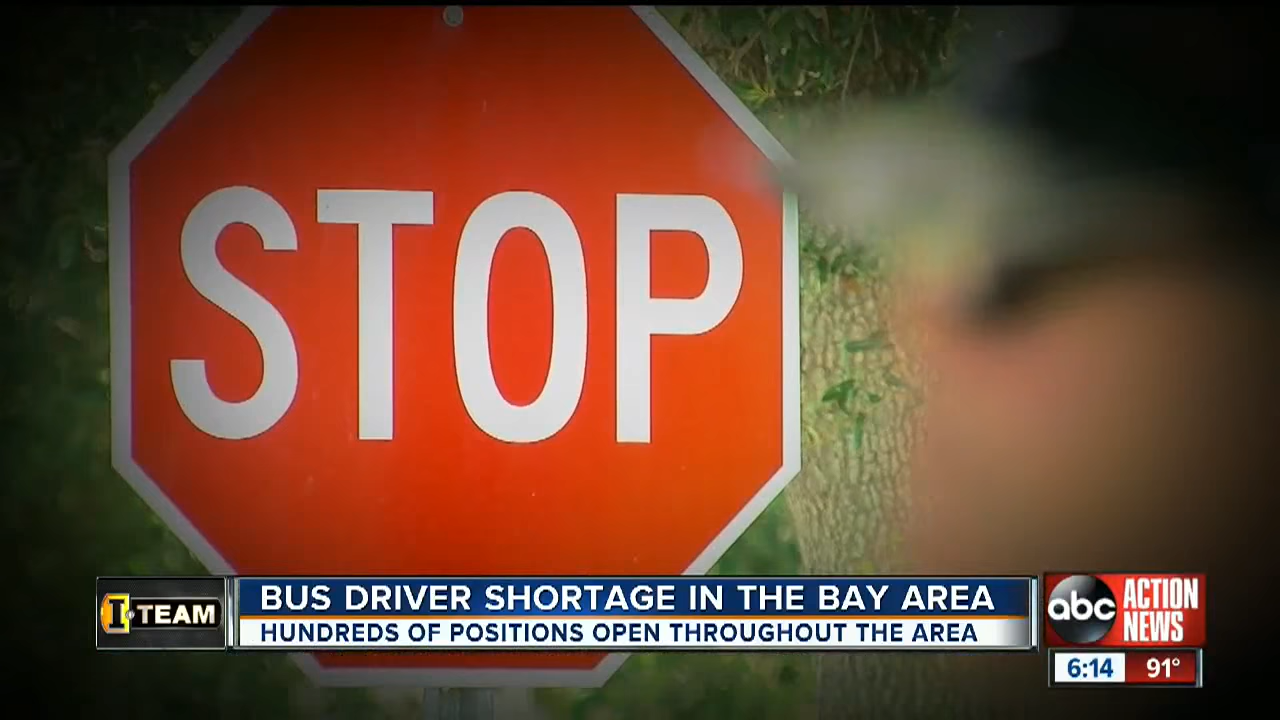 STOP
I-TEAM
BUS DRIVER SHORTAGE IN THE BAY AREA
HUNDREDS OF POSITIONS OPEN THROUGHOUT THE AREA
abc
ACTION
NEWS
6:14 91°